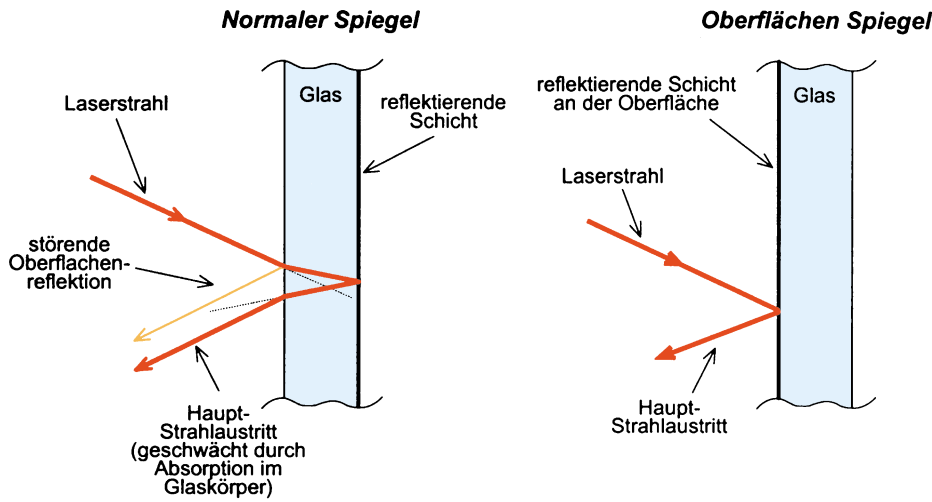 Normaler Spiegel
Laserstrahl
Glas
reflektierende
Schicht
störende
Oberflachen-
reflektion
Haupt-
Strahlaustritt
(geschwächt durch
Absorption im
Glaskörper)
Oberflächen Spiegel
reflektierende Schicht
an der Oberfläche
Glas
Laserstrahl
Haupt-
Strahlaustritt